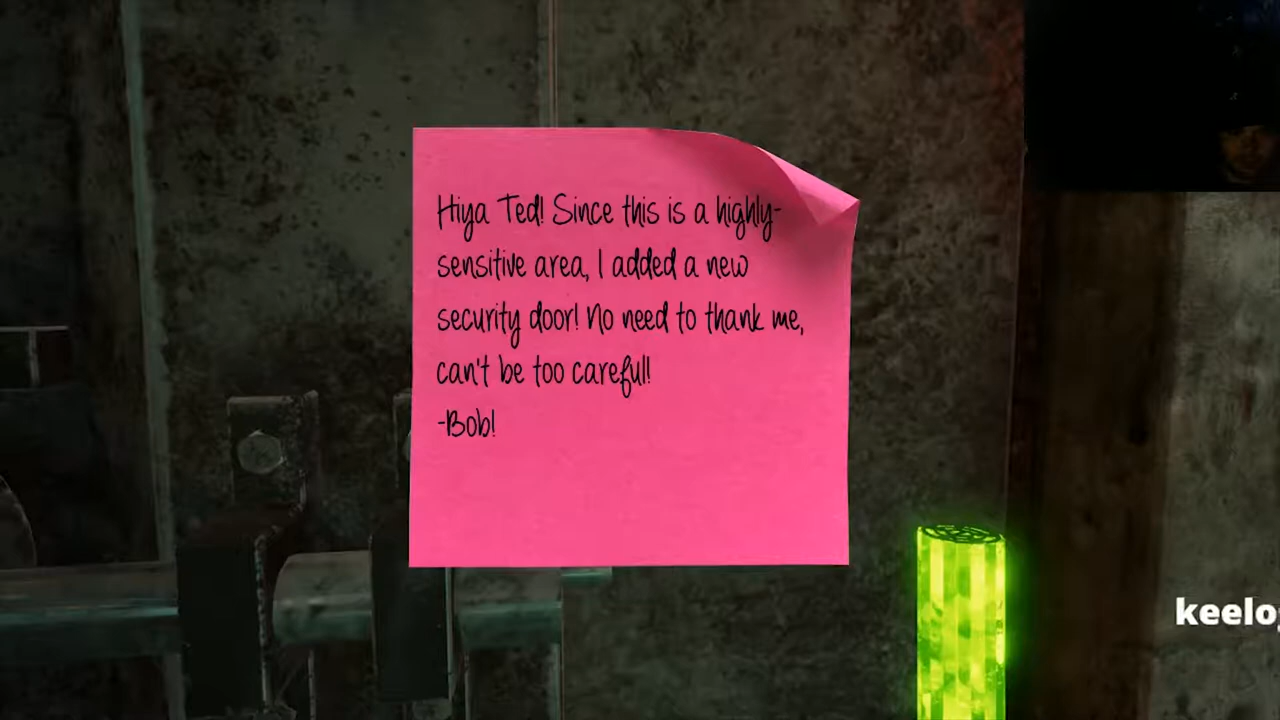 Hiya Ted! Since this is a highly-
sensitive area, I added a new
security door! No need to thank me,
can't be too careful!
-Bob!